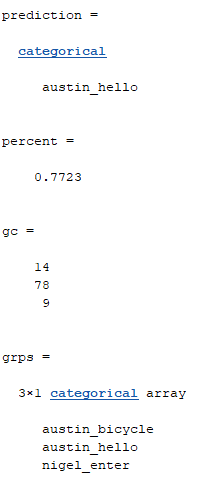 prediction =
categorical
austin_hello
percent =
0.7723
gc =
14
78
9
grps =
3×1 categorical array
austin_bicycle
austin_hello
nigel_enter